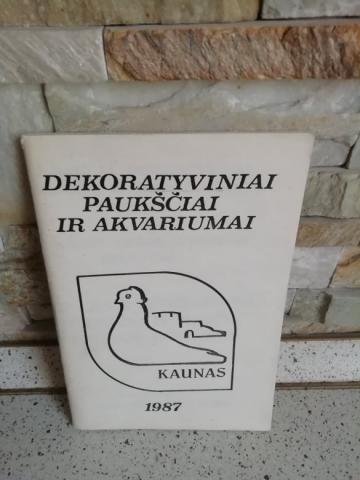 DEKORATYVINIAI
PAUKŠČIAI
IR AKVARIUMAI
KAUNAS
1987